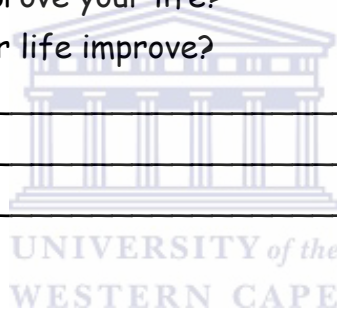 prove your life?
r life improve?
UNIVERSITY of the
WESTERN CAPE